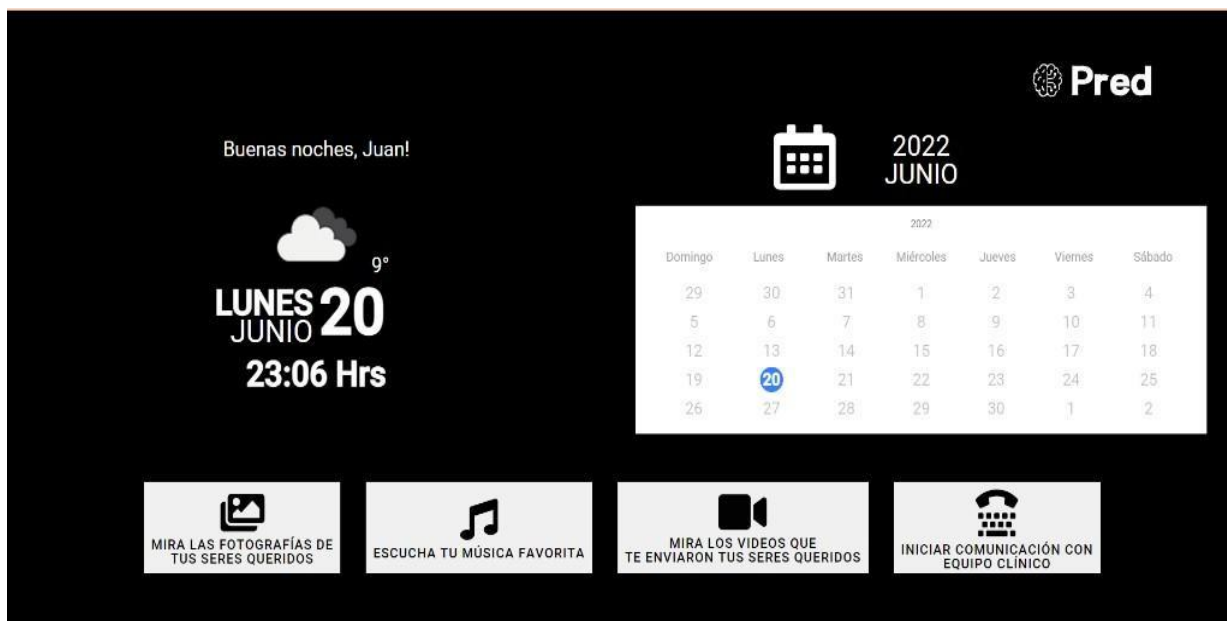 Pred
Buenas noches, Juan!
9°
LUNES 20
JUNIO
23:06 Hrs
2022
JUNIO
2022
Domingo Lunes Martes Miércoles Jueves Viernes Sábado
29 30 31 1 2 3 4
5 6 7 8 9 10 11
12 13 14 15 16 17 18
19 20 21 22 23 24 25
26 27 28 29 30 1 2
MIRA LAS FOTOGRAFÍAS DE
TUS SERES QUERIDOS
ESCUCHA TU MÚSICA FAVORITA
MIRA LOS VIDEOS QUE
TE ENVIARON TUS SERES QUERIDOS
INICIAR COMUNICACIÓN CON
EQUIPO CLÍNICO